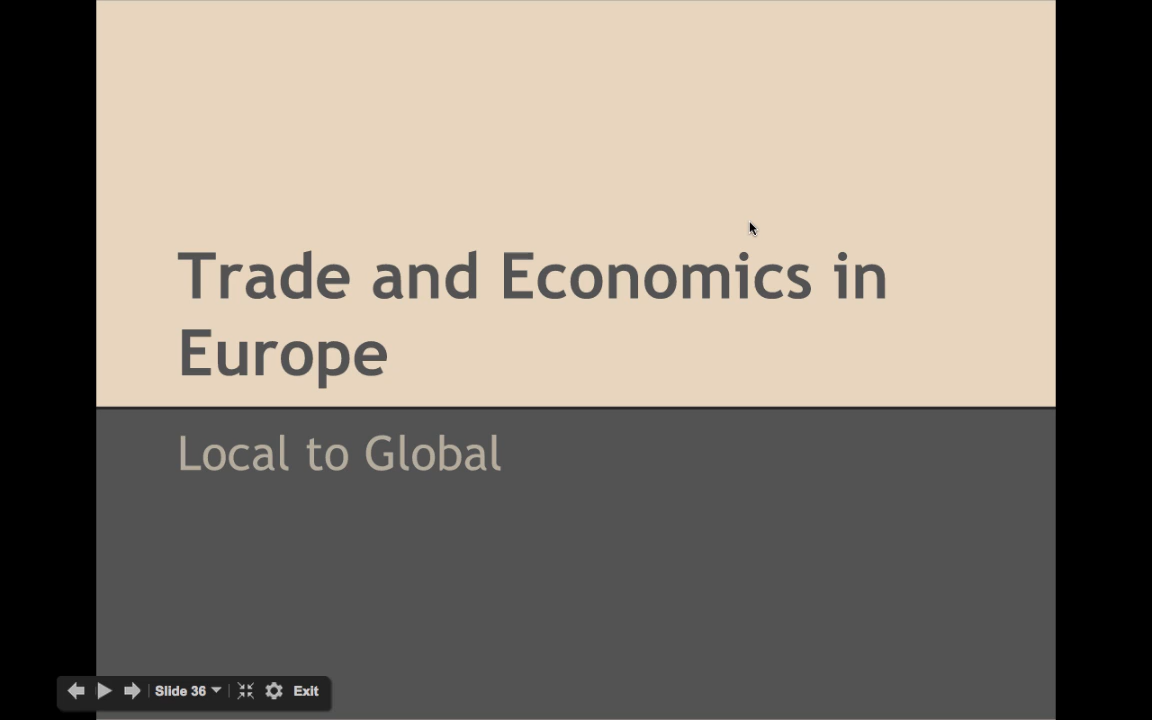 Trade and Economics in
Europe
Local to Global
Slide 36
Exit